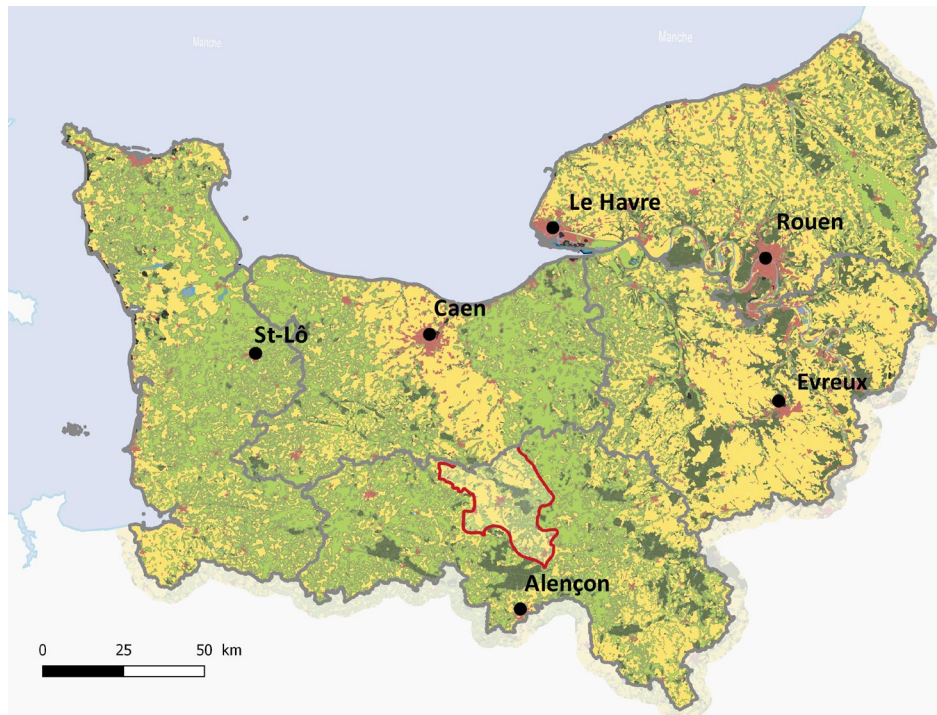 Manche
Manche
Le Havre
Rouen
Caen
St-Lô
Evreux
Alençon
0 25 50 km